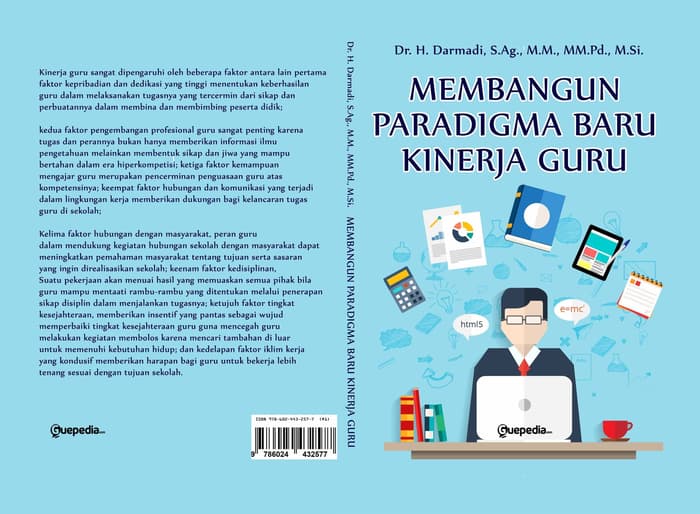 Kinerja guru sangat dipengaruhi oleh beberapa faktor antara lain pertama
faktor kepribadian dan dedikasi yang tinggi menentukan keberhasilan
guru dalam melaksanakan tugasnya yang tercermin dari sikap dan
perbuatannya dalam membina dan membimbing peserta didik;
kedua faktor pengembangan profesional guru sangat penting karena
tugas dan perannya bukan hanya memberikan informasi ilmu
pengetahuan melainkan membentuk sikap dan jiwa yang mampu
bertahan dalam era hiperkompetisi; ketiga faktor kemampuan
mengajar guru merupakan pencerminan penguasaan guru atas
kompetensinya; keempat faktor hubungan dan komunikasi yang terjadi
dalam lingkungan kerja memberikan dukungan bagi kelancaran tugas
guru di sekolah;
Kelima faktor hubungan dengan masyarakat, peran guru
dalam mendukung kegiatan hubungan sekolah dengan masyarakat dapat
meningkatkan pemahaman masyarakat tentang tujuan serta sasaran
yang ingin direalisasikan sekolah; keenam faktor kedisiplinan,
Suatu pekerjaan akan menuai hasil yang memuaskan semua pihak bila
guru mampu mentaati rambu-rambu yang ditentukan melalui penerapan
sikap disiplin dalam menjalankan tugasnya; ketujuh faktor tingkat
kesejahteraan, memberikan insentif yang pantas sebagai wujud
memperbaiki tingkat kesejahteraan guru guna mencegah guru
melakukan kegiatan membolos karena mencari tambahan di luar
untuk memenuhi kebutuhan hidup; dan kedelapan faktor iklim kerja
yang kondusif memberikan harapan bagi guru untuk bekerja lebih
tenang sesuai dengan tujuan sekolah.
Guepedia.com
ISBN 978-602-443-257-7 (R1)
9 786024 432577
Dr. H. Darmadi, S.Ag., M.M., MM.Pd., M.Si. MEMBANGUN PARADIGMA BARU KINERJA GURU
Dr. H. Darmadi, S.Ag., M.M., MM.Pd., M.Si.
MEMBANGUN
PARADIGMA BARU
KINERJA GURU
html5
e=mc²
Guepedia.com